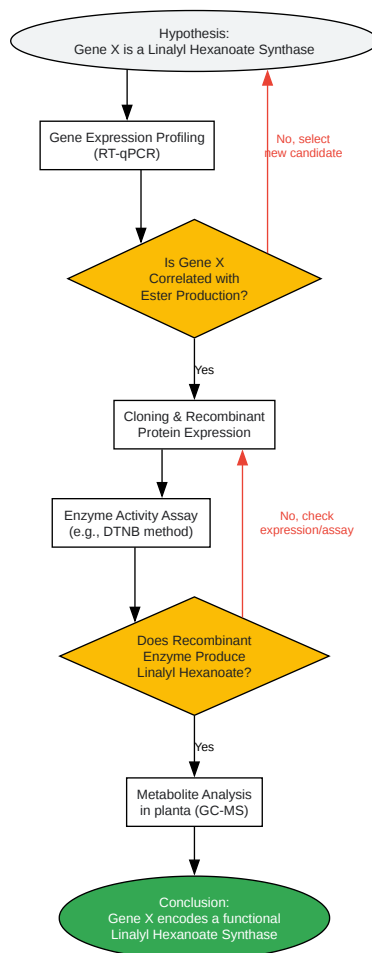 Hypothesis:
Gene X is a Linalyl Hexanoate Synthase
Gene Expression Profiling
(RT-qPCR)
No, select
new candidate
Is Gene X
Correlated with
Ester Production?
Yes
Cloning & Recombinant
Protein Expression
Enzyme Activity Assay
(e.g., DTNB method)
No, check
expression/assay
Does Recombinant
Enzyme Produce
Linalyl Hexanoate?
Yes
Metabolite Analysis
in planta (GC-MS)
Conclusion:
Gene X encodes a functional
Linalyl Hexanoate Synthase